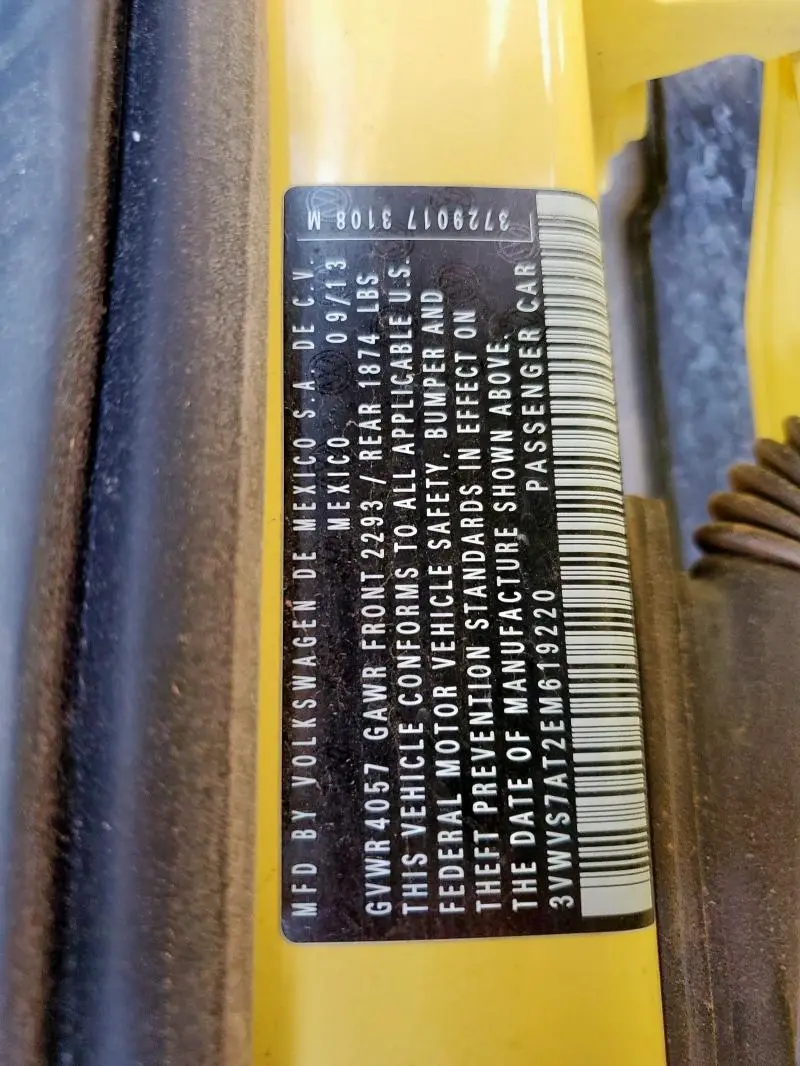 MFD BY VOLKSWAGEN DE MEXICO S.A. DE C.V.
MEXICO 09/13
GVWR 4057 GAWR FRONT 2293 / REAR 1874 LBS
THIS VEHICLE CONFORMS TO ALL APPLICABLE U.S.
FEDERAL MOTOR VEHICLE SAFETY, BUMPER AND
THEFT PREVENTION STANDARDS IN EFFECT ON
THE DATE OF MANUFACTURE SHOWN ABOVE.
3VWVS7AT2EM619220 PASSENGER CAR
3729017 3108 M